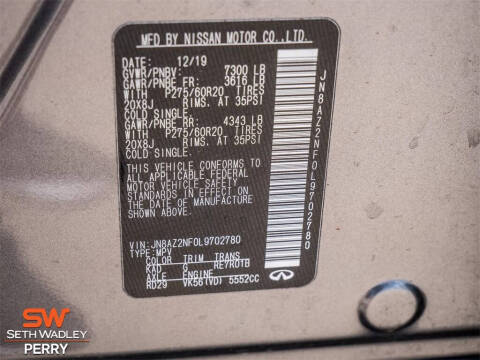 MFD BY NISSAN MOTOR CO.,LTD.
DATE: 12/19
GVWR/PNBV: 7300 LB
GAWR/PNBE FR: 3616 LB
WITH P275/60R20 TIRES
20X8J RIMS. AT 35PSI
COLD SINGLE.
GAWR/PNBE RR: 4343 LB
WITH P275/60R20 TIRES
20X8J RIMS. AT 35PSI
COLD SINGLE.
THIS VEHICLE CONFORMS TO
ALL APPLICABLE FEDERAL
MOTOR VEHICLE SAFETY
STANDARDS IN EFFECT ON
THE DATE OF MANUFACTURE
SHOWN ABOVE.
VIN:JN8AZ2NF0L9702780
TYPE:MPV
COLOR TRIM TRANS
KAD G RE7R01B
AXLE ENGINE
RD29 VK56(VD) 5552CC
JN8AZ2NF0L9702780
INFINITI
SW
SETH WADLEY
PERRY